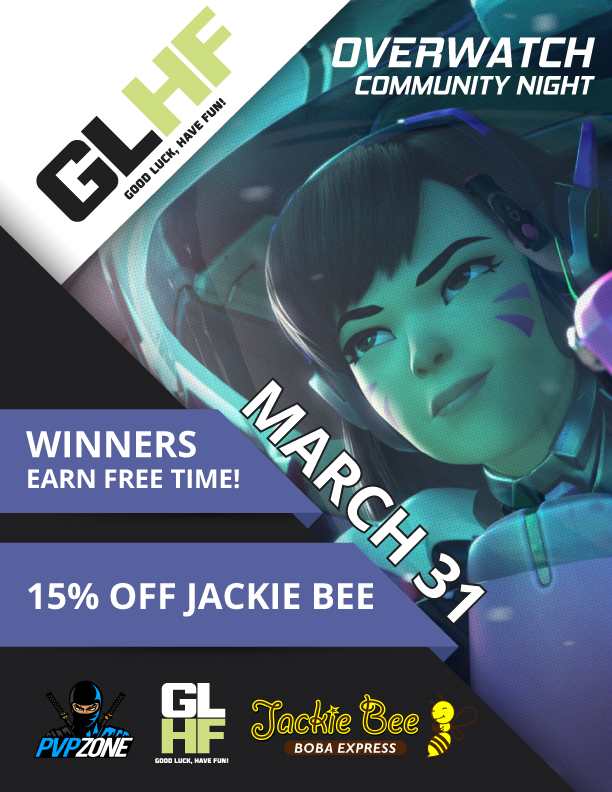 GLHF
GOOD LUCK, HAVE FUN!
OVERWATCH
COMMUNITY NIGHT
MARCH 31
WINNERS
EARN FREE TIME!
15% OFF JACKIE BEE
PVPZONE
GL
HF
GOOD LUCK, HAVE FUN!
Jackie Bee
BOBA EXPRESS